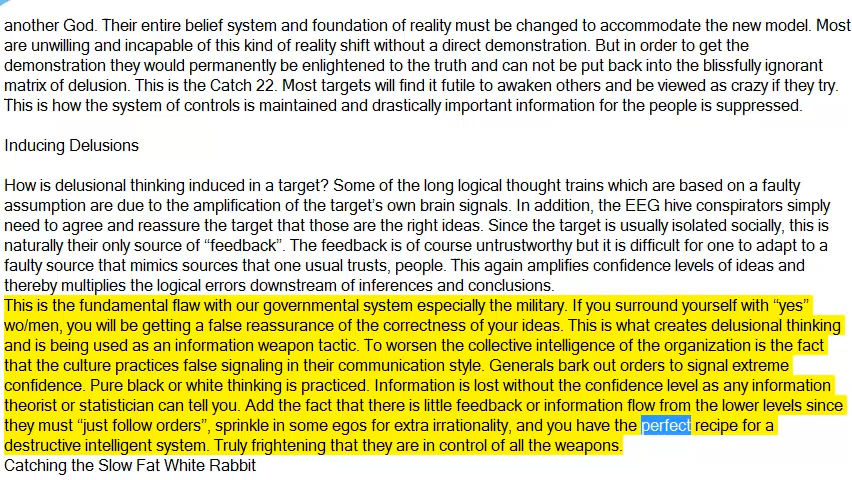 another God. Their entire belief system and foundation of reality must be changed to accommodate the new model. Most
are unwilling and incapable of this kind of reality shift without a direct demonstration. But in order to get the
demonstration they would permanently be enlightened to the truth and can not be put back into the blissfully ignorant
matrix of delusion. This is the Catch 22. Most targets will find it futile to awaken others and be viewed as crazy if they try.
This is how the system of controls is maintained and drastically important information for the people is suppressed.
Inducing Delusions
How is delusional thinking induced in a target? Some of the long logical thought trains which are based on a faulty
assumption are due to the amplification of the target's own brain signals. In addition, the EEG hive conspirators simply
need to agree and reassure the target that those are the right ideas. Since the target is usually isolated socially, this is
naturally their only source of “feedback”. The feedback is of course untrustworthy but it is difficult for one to adapt to a
faulty source that mimics sources that one usual trusts, people. This again amplifies confidence levels of ideas and
thereby multiplies the logical errors downstream of inferences and conclusions.
This is the fundamental flaw with our governmental system especially the military. If you surround yourself with “yes”
wo/men, you will be getting a false reassurance of the correctness of your ideas. This is what creates delusional thinking
and is being used as an information weapon tactic. To worsen the collective intelligence of the organization is the fact
that the culture practices false signaling in their communication style. Generals bark out orders to signal extreme
confidence. Pure black or white thinking is practiced. Information is lost without the confidence level as any information
theorist or statistician can tell you. Add the fact that there is little feedback or information flow from the lower levels since
they must “just follow orders”, sprinkle in some egos for extra irrationality, and you have the perfect recipe for a
destructive intelligent system. Truly frightening that they are in control of all the weapons.
Catching the Slow Fat White Rabbit